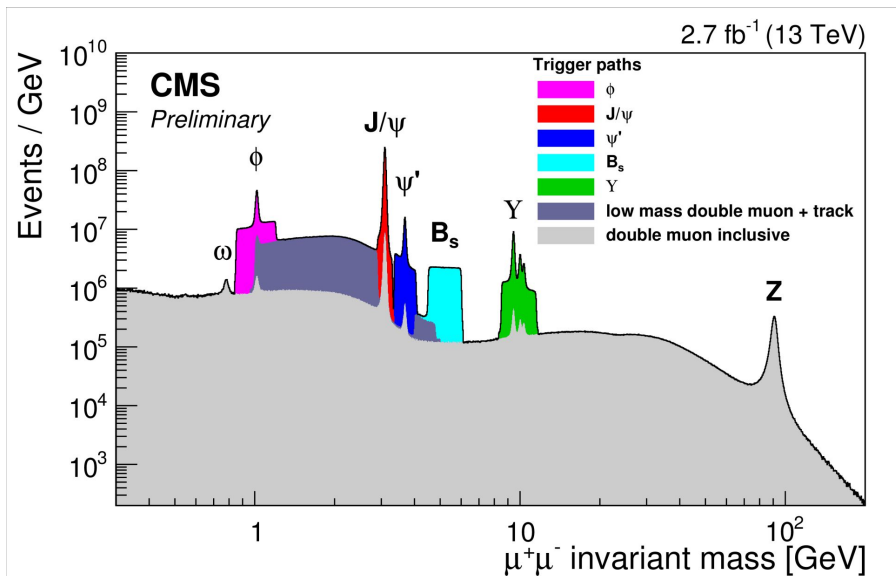 2.7 fb⁻¹ (13 TeV)
Events / GeV
10¹⁰
10⁹
10⁸
10⁷
10⁶
10⁵
10⁴
10³
CMS
Preliminary
Trigger paths
ϕ
J/ψ
ψ'
Bₛ
Υ
low mass double muon + track
double muon inclusive
ω
ϕ
J/ψ
ψ'
Bₛ
Υ
Z
1
10
10²
μ⁺μ⁻ invariant mass [GeV]